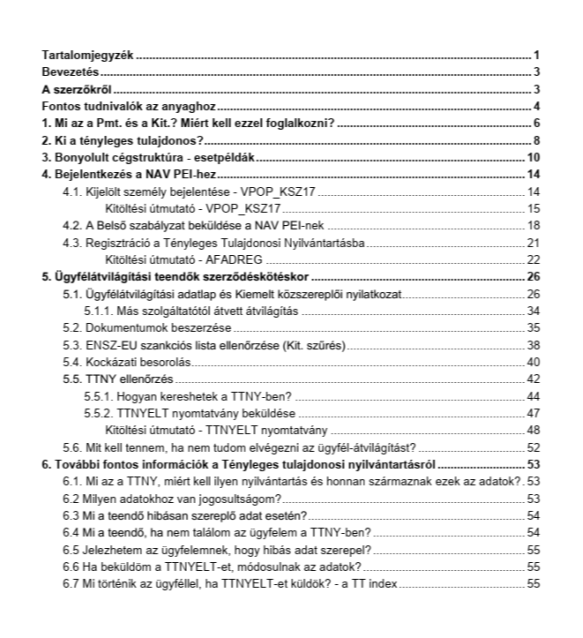 Tartalomjegyzék 1
Bevezetés 3
A szerzőkről 3
Fontos tudnivalók az anyaghoz 4
1. Mi az a Pmt. és a Kit.? Miért kell ezzel foglalkozni? 6
2. Ki a tényleges tulajdonos? 8
3. Bonyolult cégstruktúra - esetpéldák 10
4. Bejelentkezés a NAV PEI-hez 14
4.1. Kijelölt személy bejelentése - VPOP_KSZ17 14
Kitöltési útmutató - VPOP_KSZ17 15
4.2. A Belső szabályzat beküldése a NAV PEI-nek 18
4.3. Regisztráció a Tényleges Tulajdonosi Nyilvántartásba 21
Kitöltési útmutató - AFADREG 22
5. Ügyfélátvilágítási teendők szerződéskötéskor 26
5.1. Ügyfélátvilágítási adatlap és Kiemelt közszereplői nyilatkozat 26
5.1.1. Más szolgáltatótól átvett átvilágítás 34
5.2. Dokumentumok beszerzése 35
5.3. ENSZ-EU szankciós lista ellenőrzése (Kit. szűrés) 38
5.4. Kockázati besorolás 40
5.5. TTNY ellenőrzés 42
5.5.1. Hogyan kereshetek a TTNY-ben? 44
5.5.2. TTNYELT nyomtatvány beküldése 47
Kitöltési útmutató - TTNYELT nyomtatvány 48
5.6. Mit kell tennem, ha nem tudom elvégezni az ügyfél-átvilágítást? 52
6. További fontos információk a Tényleges tulajdonosi nyilvántartásról 53
6.1. Mi az a TTNY, miért kell ilyen nyilvántartás és honnan származnak ezek az adatok? 53
6.2 Milyen adatokhoz van jogosultságom? 53
6.3 Mi a teendő hibásan szereplő adat esetén? 54
6.4 Mi a teendő, ha nem találom az ügyfelem a TTNY-ben? 54
6.5 Jelezhetem az ügyfelemnek, hogy hibás adat szerepel? 55
6.6 Ha beküldöm a TTNYELT-et, módosulnak az adatok? 55
6.7 Mi történik az ügyféllel, ha TTNYELT-et küldök? - a TT index 55